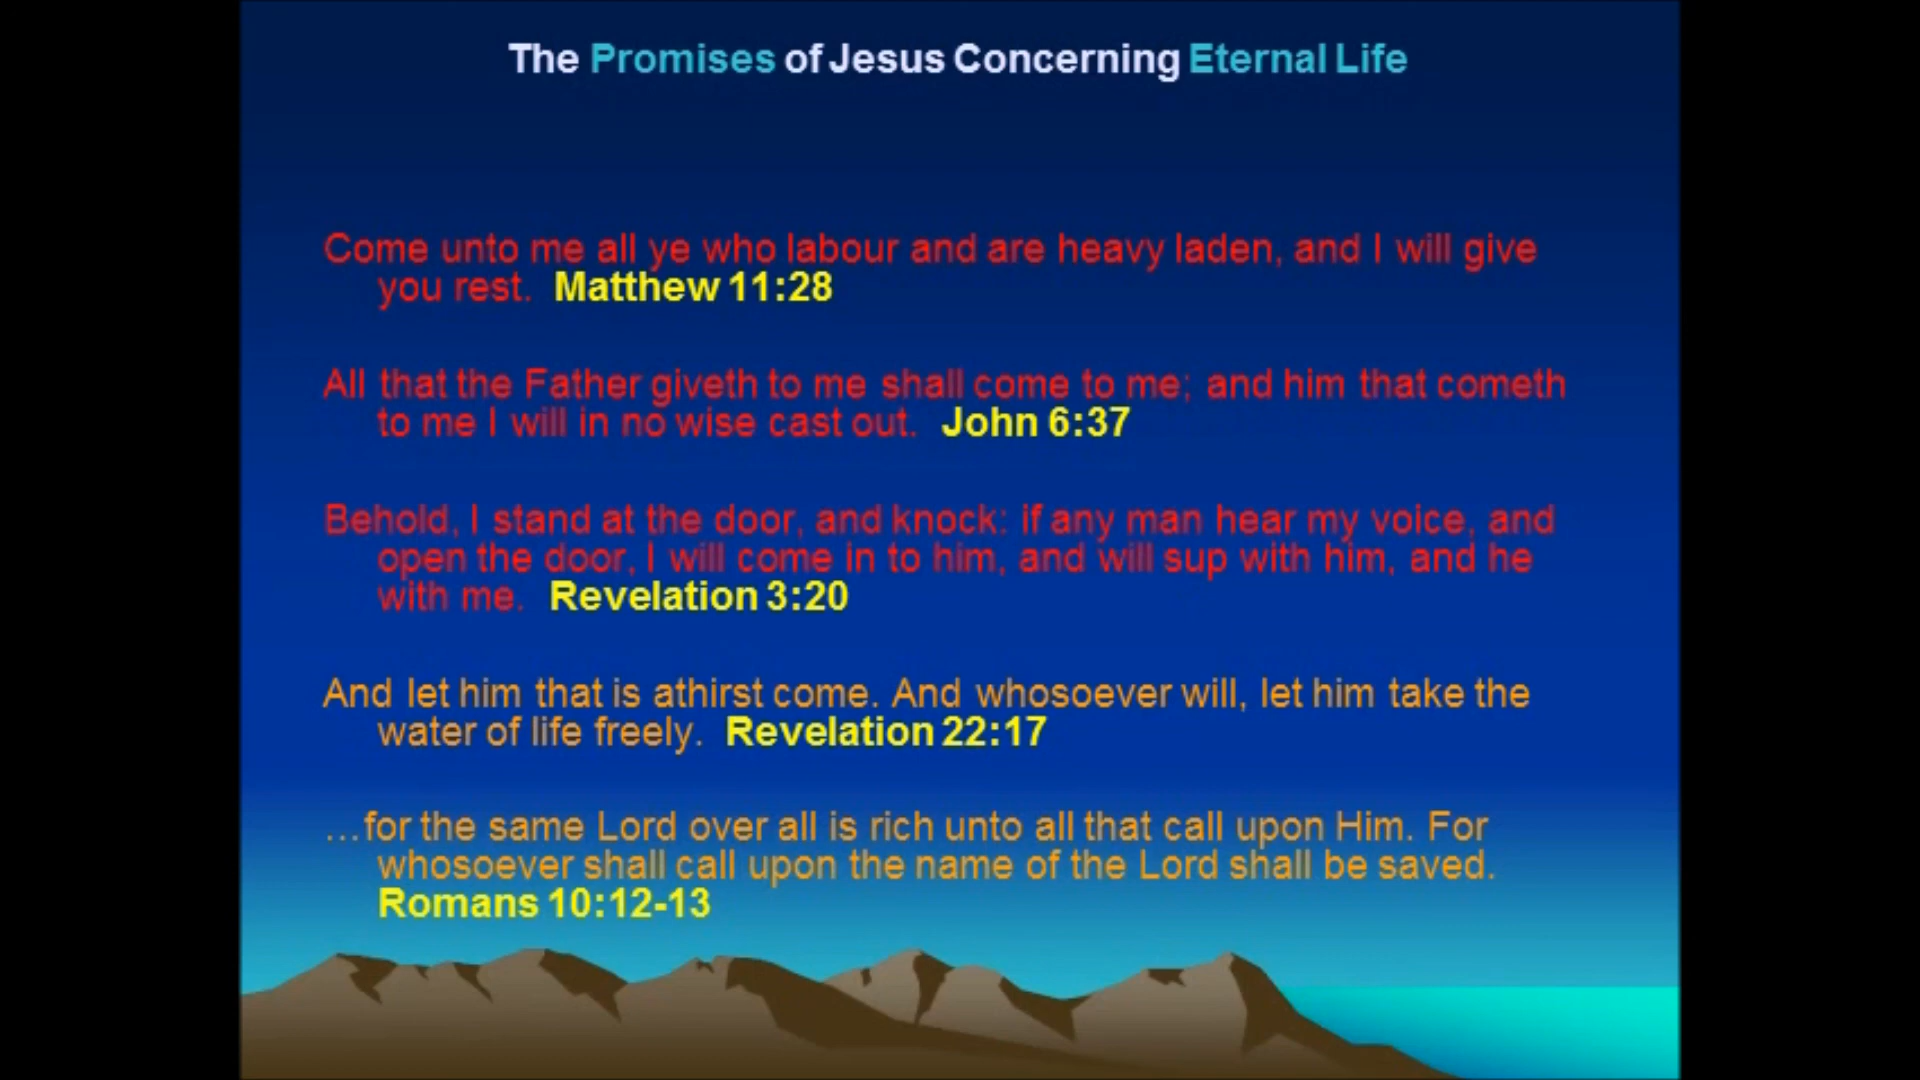 The Promises of Jesus Concerning Eternal Life
Come unto me all ye who labour and are heavy laden, and I will give
you rest. Matthew 11:28
All that the Father giveth to me shall come to me; and him that cometh
to me I will in no wise cast out. John 6:37
Behold, I stand at the door, and knock: if any man hear my voice, and
open the door, I will come in to him, and will sup with him, and he
with me. Revelation 3:20
And let him that is athirst come. And whosoever will, let him take the
water of life freely. Revelation 22:17
…for the same Lord over all is rich unto all that call upon Him. For
whosoever shall call upon the name of the Lord shall be saved.
Romans 10:12-13